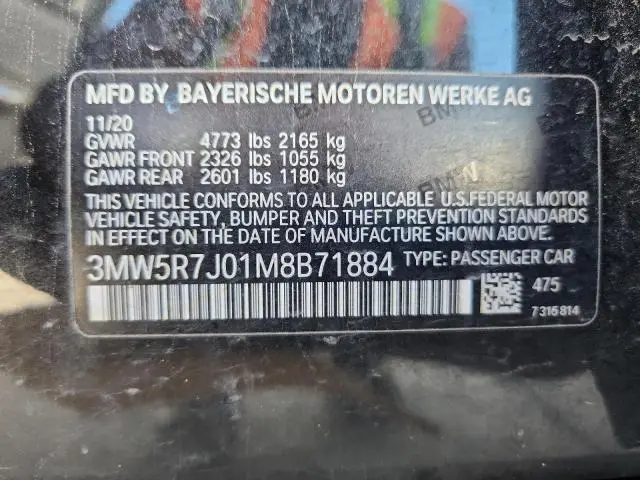 MFD BY BAYERISCHE MOTOREN WERKE AG
11/20
GVWR 4773 lbs 2165 kg
GAWR FRONT 2326 lbs 1055 kg
GAWR REAR 2601 lbs 1180 kg
THIS VEHICLE CONFORMS TO ALL APPLICABLE U.S.FEDERAL MOTOR
VEHICLE SAFETY, BUMPER AND THEFT PREVENTION STANDARDS
IN EFFECT ON THE DATE OF MANUFACTURE SHOWN ABOVE.
3MW5R7J01M8B71884 TYPE: PASSENGER CAR
475
7 315 814